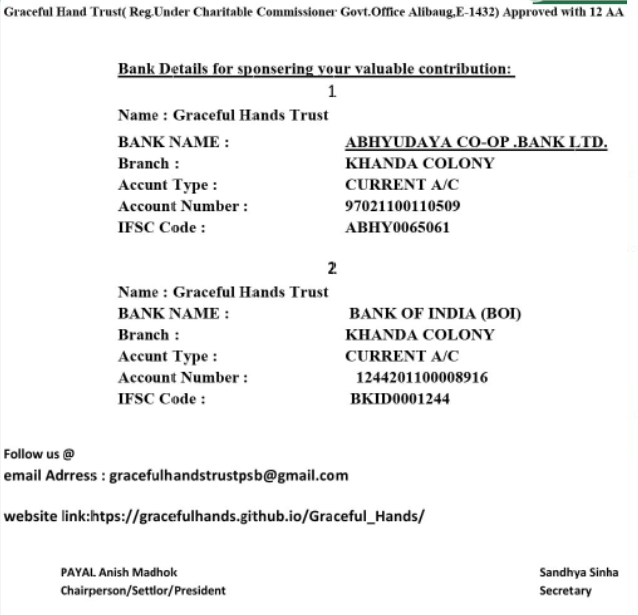 Graceful Hand Trust( Reg.Under Charitable Commissioner Govt.Office Alibaug,E-1432) Approved with 12 AA
Bank Details for sponsering your valuable contribution:
1
Name : Graceful Hands Trust
BANK NAME : ABHYUDAYA CO-OP .BANK LTD.
Branch : KHANDA COLONY
Accunt Type : CURRENT A/C
Account Number : 97021100110509
IFSC Code : ABHY0065061
2
Name : Graceful Hands Trust
BANK NAME : BANK OF INDIA (BOI)
Branch : KHANDA COLONY
Accunt Type : CURRENT A/C
Account Number : 1244201100008916
IFSC Code : BKID0001244
Follow us @
email Adrress : gracefulhandstrustpsb@gmail.com
website link:htps://gracefulhands.github.io/Graceful_Hands/
PAYAL Anish Madhok Sandhya Sinha
Chairperson/Settlor/President Secretary